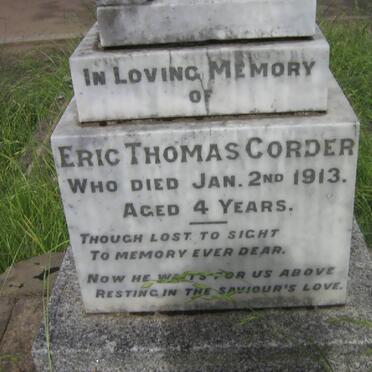 In Loving Memory
of
Eric Thomas Corder
Who died Jan. 2nd 1913.
Aged 4 Years.
Though lost to sight
To memory ever dear.
Now he waits for us above
Resting in the Saviour's love.